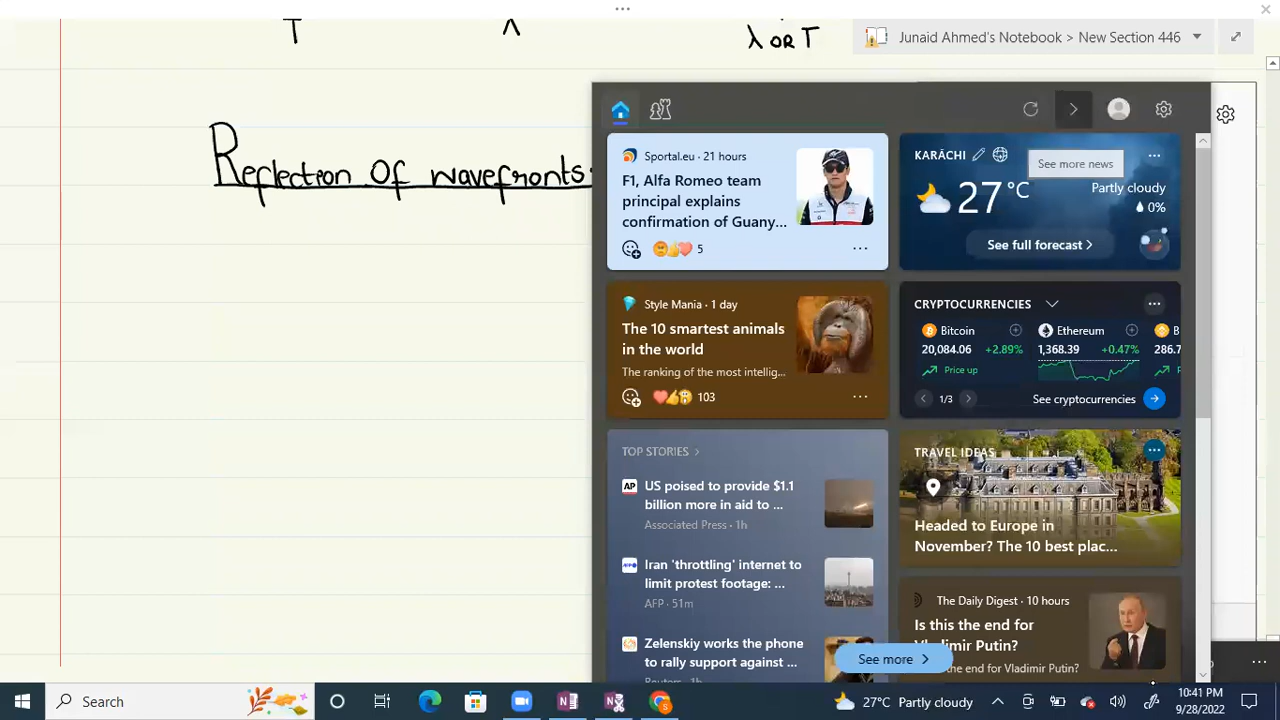 λ or T
Junaid Ahmed's Notebook > New Section 446
Reflection Of wavefronts:
Sportal.eu · 21 hours
F1, Alfa Romeo team
principal explains
confirmation of Guany...
5
KARĀCHI
See more news
27 °C
Partly cloudy
0%
See full forecast >
Style Mania · 1 day
The 10 smartest animals
in the world
The ranking of the most intellig...
103
CRYPTOCURRENCIES
Bitcoin
20,084.06 +2.89%
Price up
Ethereum
1,368.39 +0.47%
B
286.7
P
1/3
See cryptocurrencies
TOP STORIES >
US poised to provide $1.1
billion more in aid to ...
Associated Press · 1h
Iran 'throttling' internet to
limit protest footage: ...
AFP · 51m
Zelenskiy works the phone
to rally support against ...
Reuters · 1h
TRAVEL IDEAS
Headed to Europe in
November? The 10 best plac...
The Daily Digest · 10 hours
Is this the end for
Vladimir Putin?
the end for Vladimir Putin?
See more >
Search
27°C Partly cloudy
10:41 PM
9/28/2022